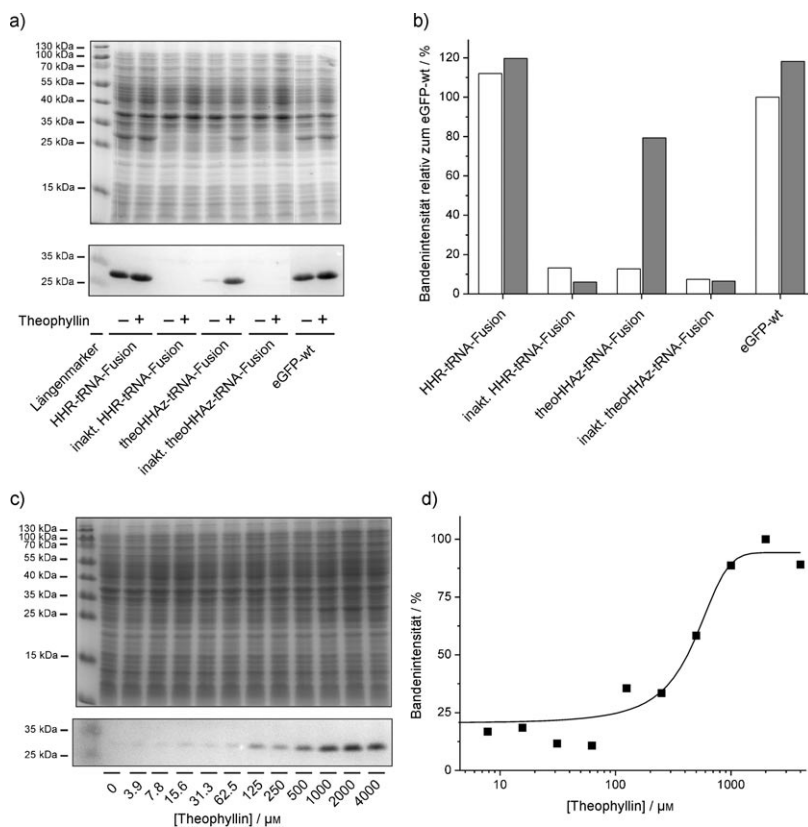 a)
130 kDa
100 kDa
70 kDa
55 kDa
40 kDa
35 kDa
25 kDa
15 kDa
35 kDa
25 kDa
Theophyllin − + − + − + − + − +
Längenmarker
HHR-tRNA-Fusion
inakt. HHR-tRNA-Fusion
theoHHAz-tRNA-Fusion
inakt. theoHHAz-tRNA-Fusion
eGFP-wt
b)
Bandenintensität relativ zum eGFP-wt / %
120
100
80
60
40
20
0
HHR-tRNA-Fusion
inakt. HHR-tRNA-Fusion
theoHHAz-tRNA-Fusion
inakt. theoHHAz-tRNA-Fusion
eGFP-wt
c)
130 kDa
100 kDa
70 kDa
55 kDa
40 kDa
35 kDa
25 kDa
15 kDa
35 kDa
25 kDa
0 3.9 7.8 15.6 31.3 62.5 125 250 500 1000 2000 4000
[Theophyllin] / µM
d)
Bandenintensität / %
100
75
50
25
0
10 100 1000
[Theophyllin] / µM